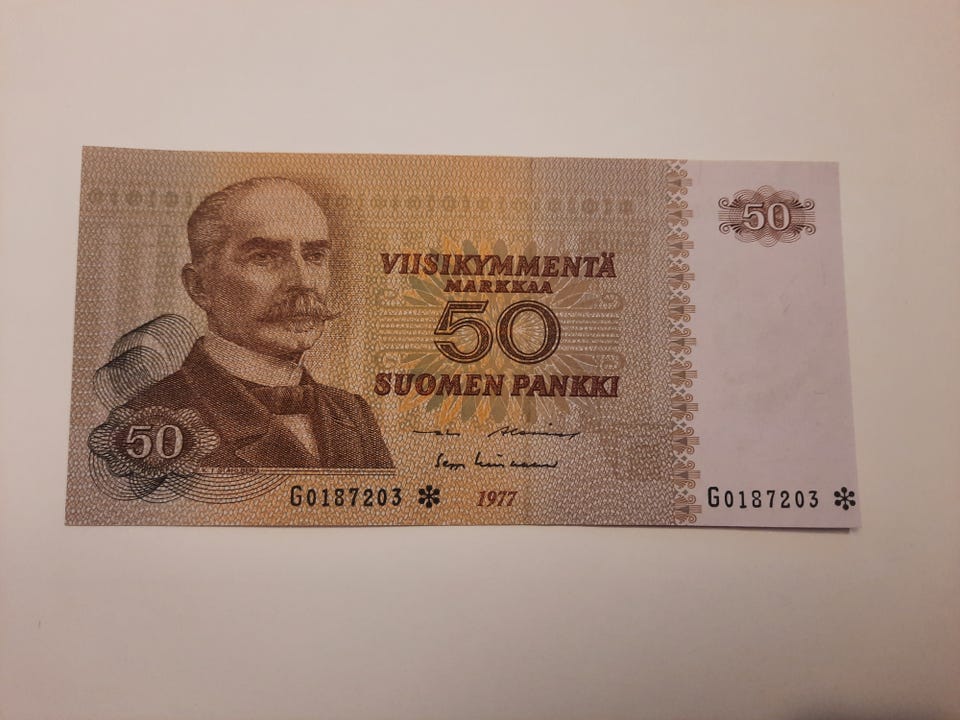 50
VIISIKYMMENTÄ
MARKKAA
50
SUOMEN PANKKI
50
G0187203 * 1977 G0187203 *